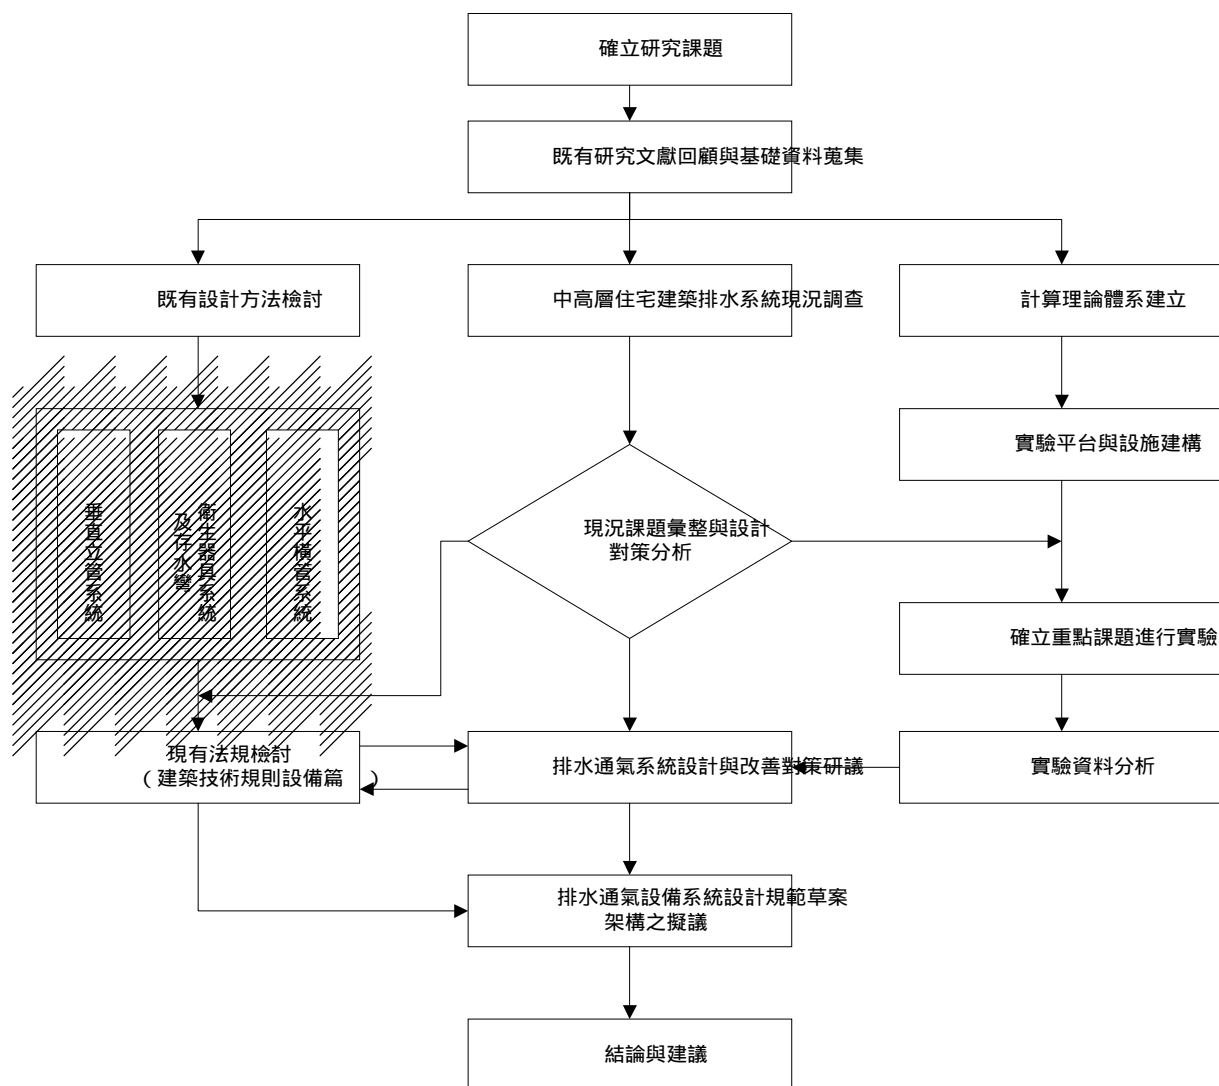 確立研究課題
既有研究文獻回顧與基礎資料蒐集
既有設計方法檢討
中高層住宅建築排水系統現況調查
計算理論體系建立
實驗平台與設施建構
垂直立管系統
衛生器具系統
及存水彎
水平橫管系統
現況課題彙整與設計
對策分析
確立重點課題進行實驗
現有法規檢討
(建築技術規則設備篇 )
排水通氣系統設計與改善對策研議
實驗資料分析
排水通氣設備系統設計規範草案
架構之擬議
結論與建議